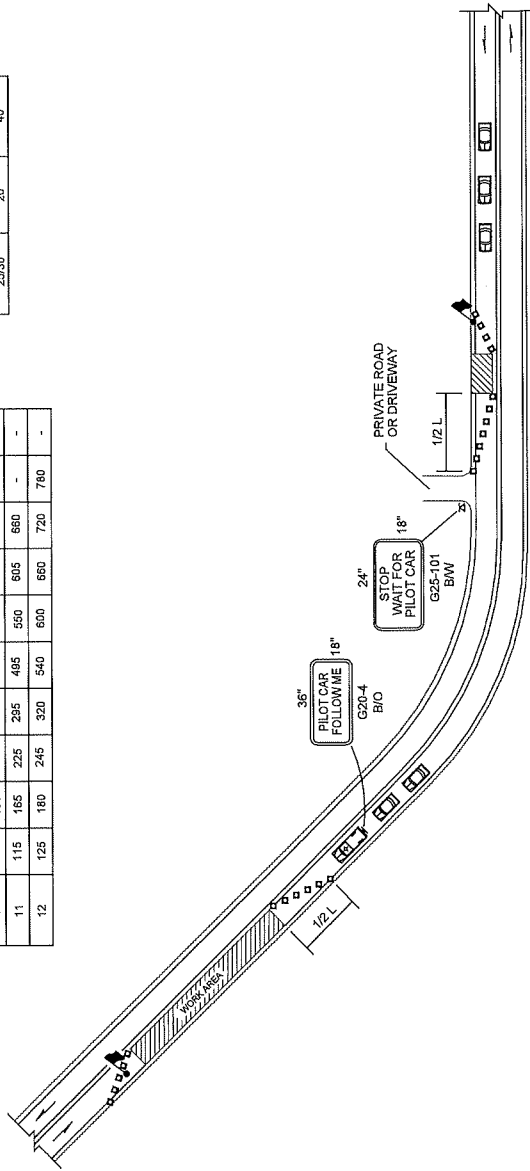 25/30 20 40
11 115 165 225 295 495 550 605 660 - -
12 125 180 245 320 540 600 660 720 780 -
PRIVATE ROAD
OR DRIVEWAY
1/2 L
24"
STOP
WAIT FOR
PILOT CAR
18"
G25-101
B/W
36"
PILOT CAR
FOLLOW ME
18"
G20-4
B/O
1/2 L
WORK AREA